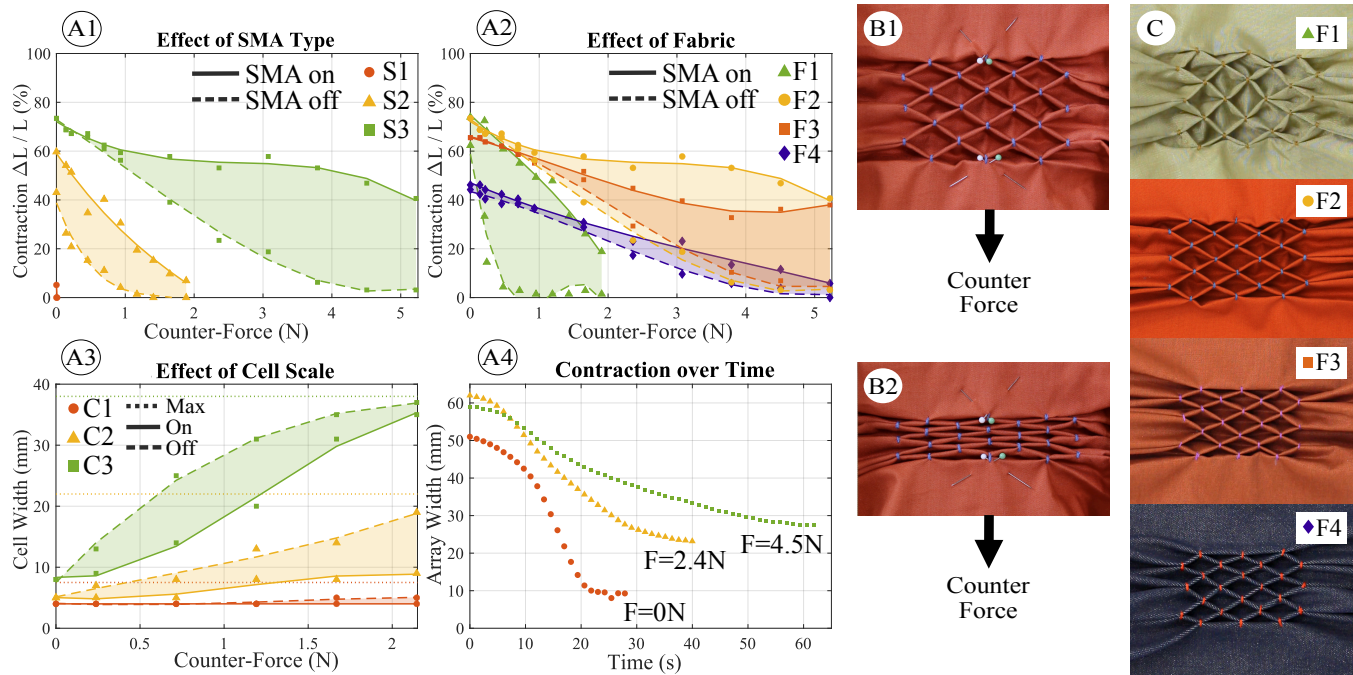 A1
Effect of SMA Type
SMA on
SMA off
S1
S2
S3
Contraction ΔL / L (%)
100
80
60
40
20
0
0 1 2 3 4 5
Counter-Force (N)
A2
Effect of Fabric
SMA on
SMA off
F1
F2
F3
F4
Contraction ΔL / L (%)
100
80
60
40
20
0
0 1 2 3 4 5
Counter-Force (N)
A3
Effect of Cell Scale
C1
C2
C3
Max
On
Off
Cell Width (mm)
40
30
20
10
0
0 0.5 1 1.5 2
Counter-Force (N)
A4
Contraction over Time
Array Width (mm)
70
60
50
40
30
20
10
0
F=4.5N
F=2.4N
F=0N
0 10 20 30 40 50 60
Time (s)
B1
Counter
Force
B2
Counter
Force
C
F1
F2
F3
F4